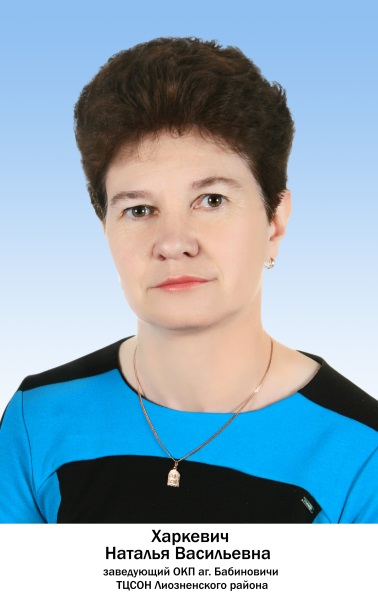 Харкевич
Наталья Васильевна
заведующий ОКП аг. Бабиновичи
ТЦСОН Лиозненского района